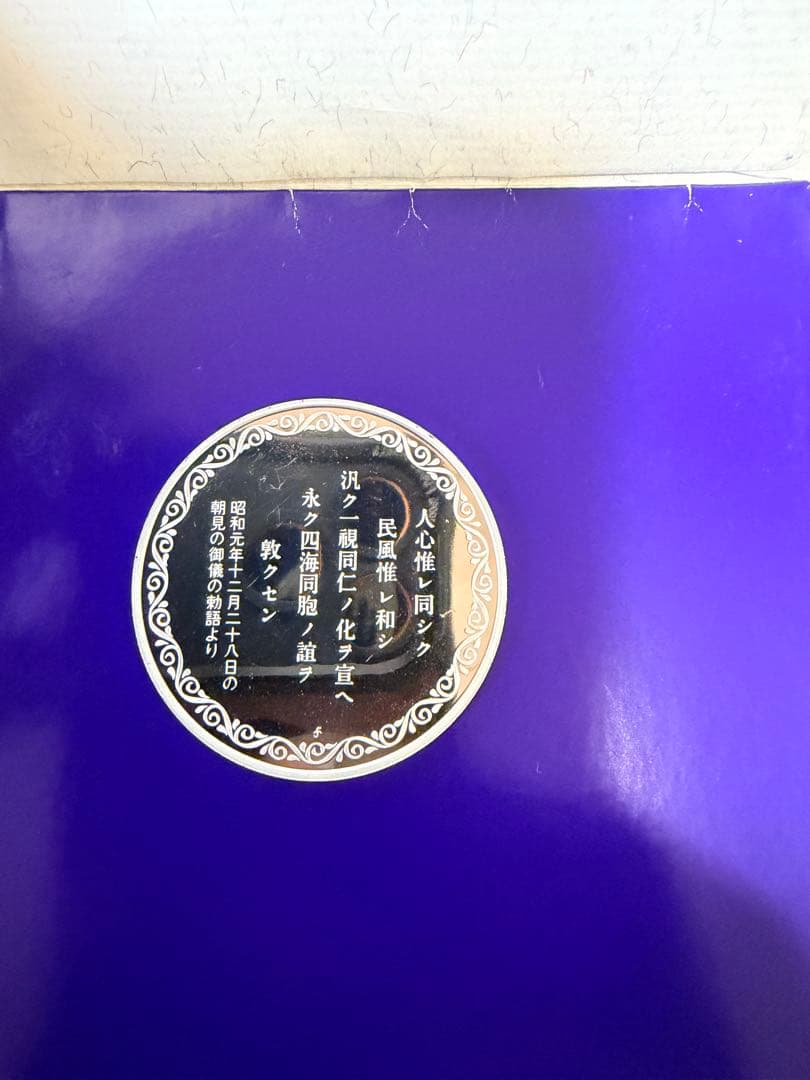 人心惟レ同シク
民風惟レ和シ
汎ク一視同仁ノ化ヲ宣ヘ
永ク四海同胞ノ誼ヲ
敦クセン
昭和元年十二月二十八日の
朝見の御儀の勅語より